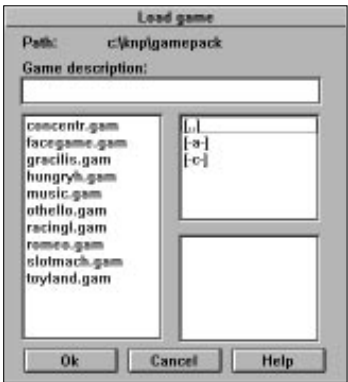 Load game
Path: c:\knp\gamepack
Game description:
concentr.gam
facegame.gam
gracilis.gam
hungryh.gam
music.gam
othello.gam
racingl.gam
romeo.gam
slotmach.gam
toyland.gam
[..]
[-a-]
[-c-]
Ok Cancel Help